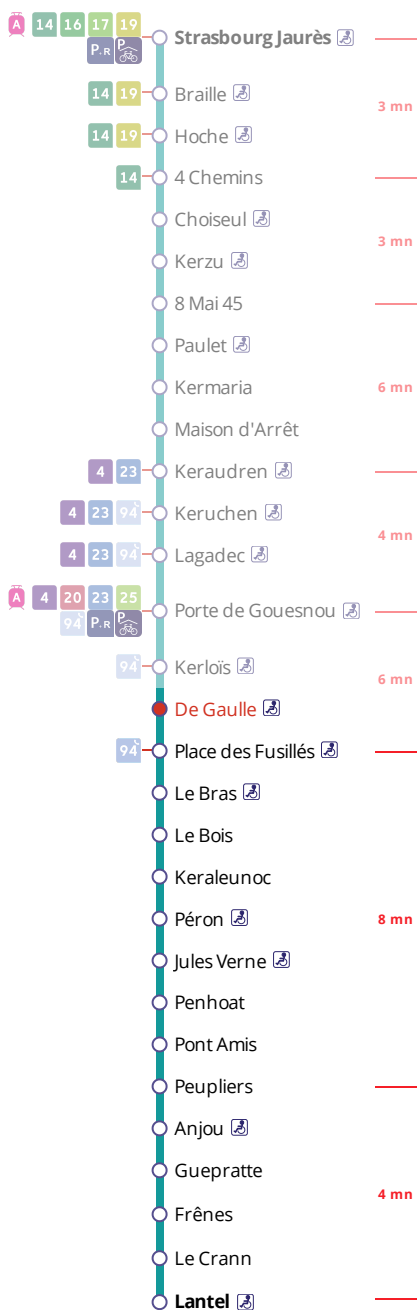 A 14 16 17 19
P+R P
Strasbourg Jaurès
14 19 Braille
3 mn
14 19 Hoche
14 4 Chemins
Choiseul
3 mn
Kerzu
8 Mai 45
Paulet
Kermaria
6 mn
Maison d'Arrêt
4 23 Keraudren
4 23 94 Keruchen
4 mn
4 23 94 Lagadec
A 4 20 23 25
94 P+R P
Porte de Gouesnou
94 Kerloïs
6 mn
De Gaulle
94 Place des Fusillés
Le Bras
Le Bois
Keraleunoc
Péron
8 mn
Jules Verne
Penhoat
Pont Amis
Peupliers
Anjou
Guepratte
4 mn
Frênes
Le Crann
Lantel